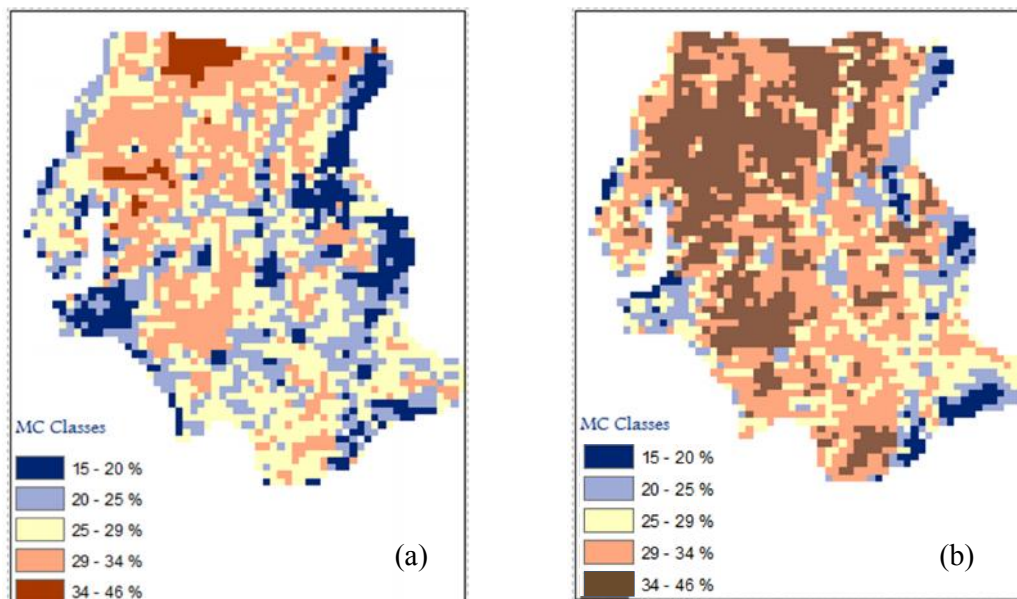 MC Classes
15 - 20 %
20 - 25 %
25 - 29 %
29 - 34 %
34 - 46 %
(a)
MC Classes
15 - 20 %
20 - 25 %
25 - 29 %
29 - 34 %
34 - 46 %
(b)